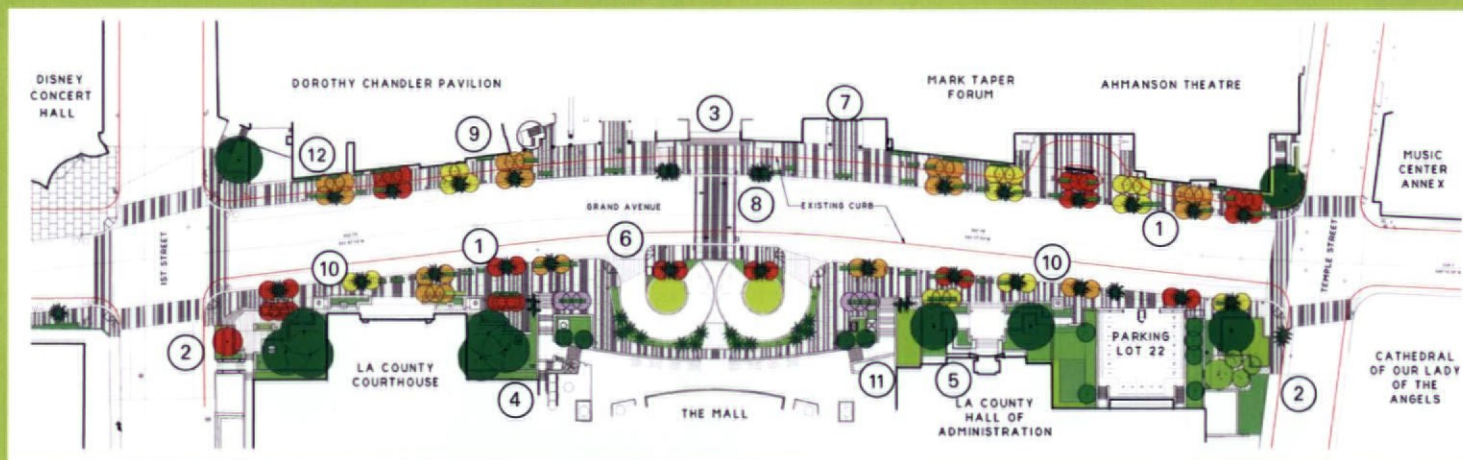 DISNEY
CONCERT
HALL
DOROTHY CHANDLER PAVILION
MARK TAPER
FORUM
AHMANSON THEATRE
MUSIC
CENTER
ANNEX
12
9
3
7
1ST STREET
GRAND AVENUE
8
EXISTING CURB
1
TEMPLE STREET
6
1
10
10
2
LA COUNTY
COURTHOUSE
4
THE MALL
11
5
LA COUNTY
HALL OF
ADMINISTRATION
PARKING
LOT 22
2
CATHEDRAL
OF OUR LADY
OF THE
ANGELS